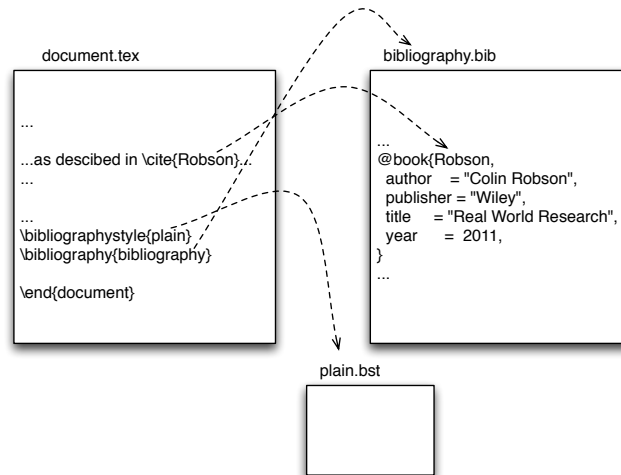 document.tex
...
...as descibed in \cite{Robson}...
...
...
\bibliographystyle{plain}
\bibliography{bibliography}
\end{document}
bibliography.bib
...
@book{Robson,
author = "Colin Robson",
publisher = "Wiley",
title = "Real World Research",
year = 2011,
}
...
plain.bst